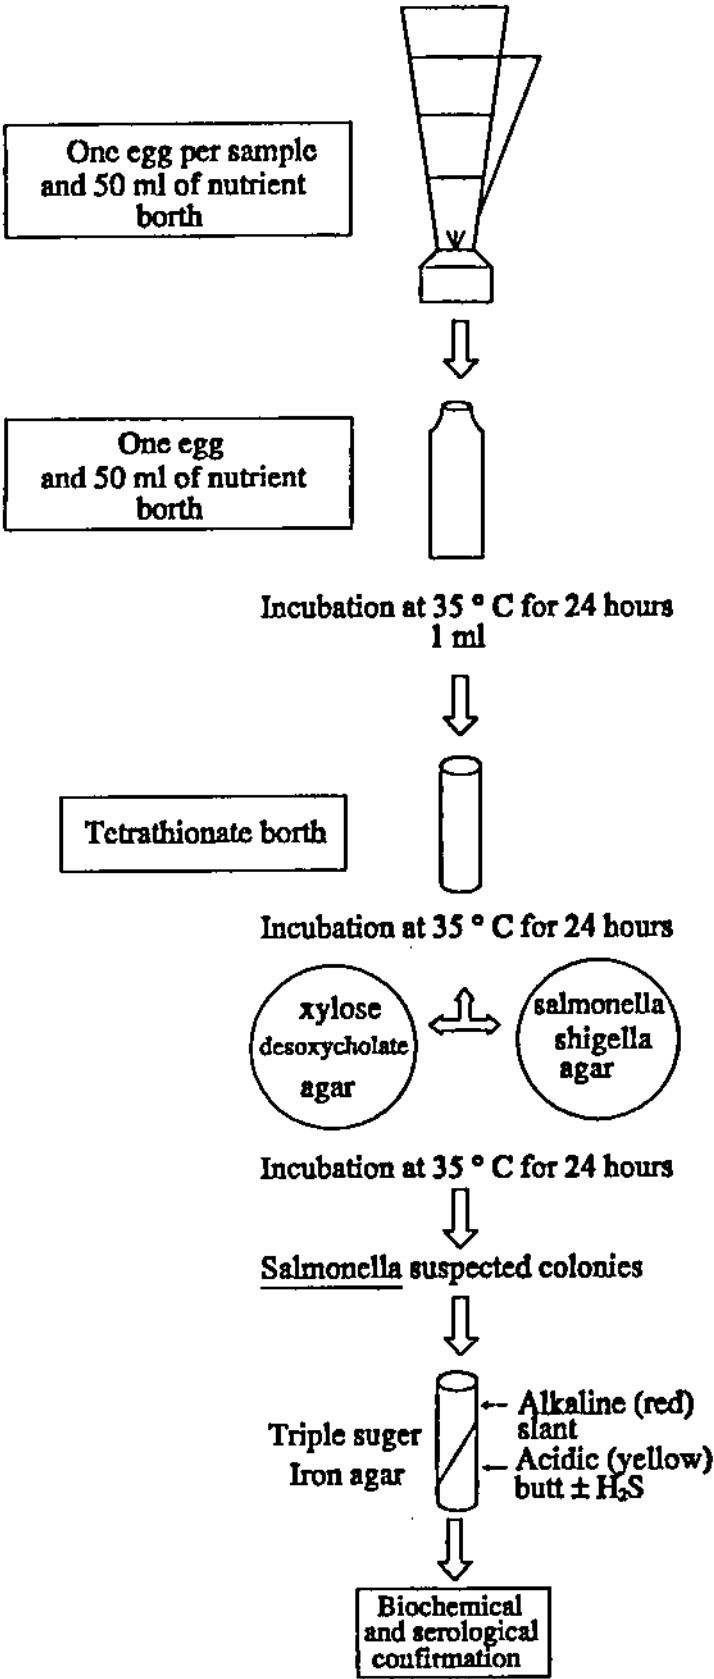 One egg per sample
and 50 ml of nutrient
borth
One egg
and 50 ml of nutrient
borth
Incubation at 35 ° C for 24 hours
1 ml
Tetrathionate borth
Incubation at 35 ° C for 24 hours
xylose
desoxycholate
agar
salmonella
shigella
agar
Incubation at 35 ° C for 24 hours
Salmonella suspected colonies
Triple suger
Iron agar
Alkaline (red)
slant
Acidic (yellow)
butt ± H₂S
Biochemical
and serological
confirmation